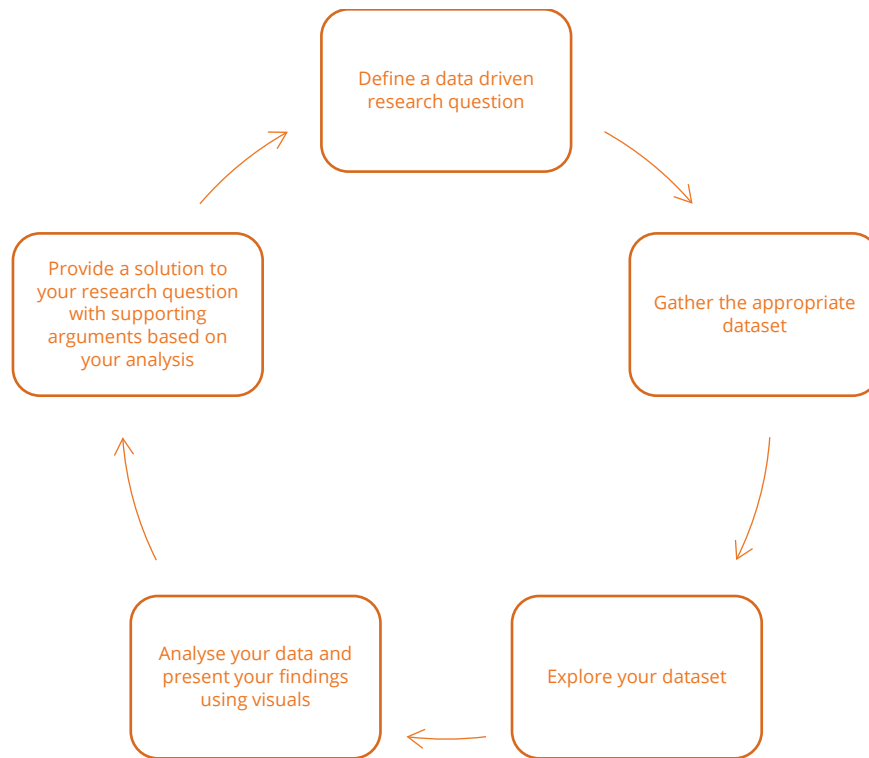 Define a data driven
research question
Gather the appropriate
dataset
Explore your dataset
Analyse your data and
present your findings
using visuals
Provide a solution to
your research question
with supporting
arguments based on
your analysis